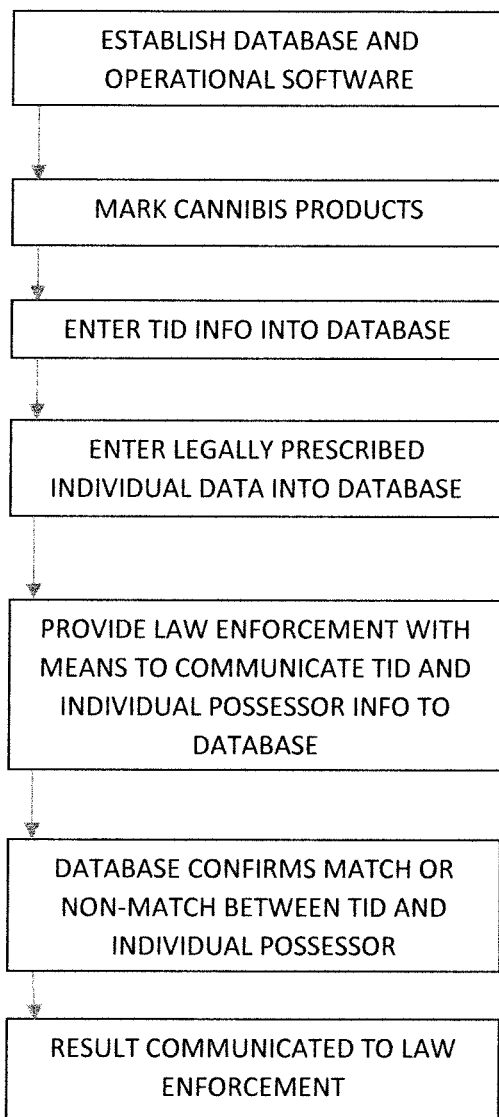 ESTABLISH DATABASE AND
OPERATIONAL SOFTWARE
MARK CANNIBIS PRODUCTS
ENTER TID INFO INTO DATABASE
ENTER LEGALLY PRESCRIBED
INDIVIDUAL DATA INTO DATABASE
PROVIDE LAW ENFORCEMENT WITH
MEANS TO COMMUNICATE TID AND
INDIVIDUAL POSSESSOR INFO TO
DATABASE
DATABASE CONFIRMS MATCH OR
NON-MATCH BETWEEN TID AND
INDIVIDUAL POSSESSOR
RESULT COMMUNICATED TO LAW
ENFORCEMENT